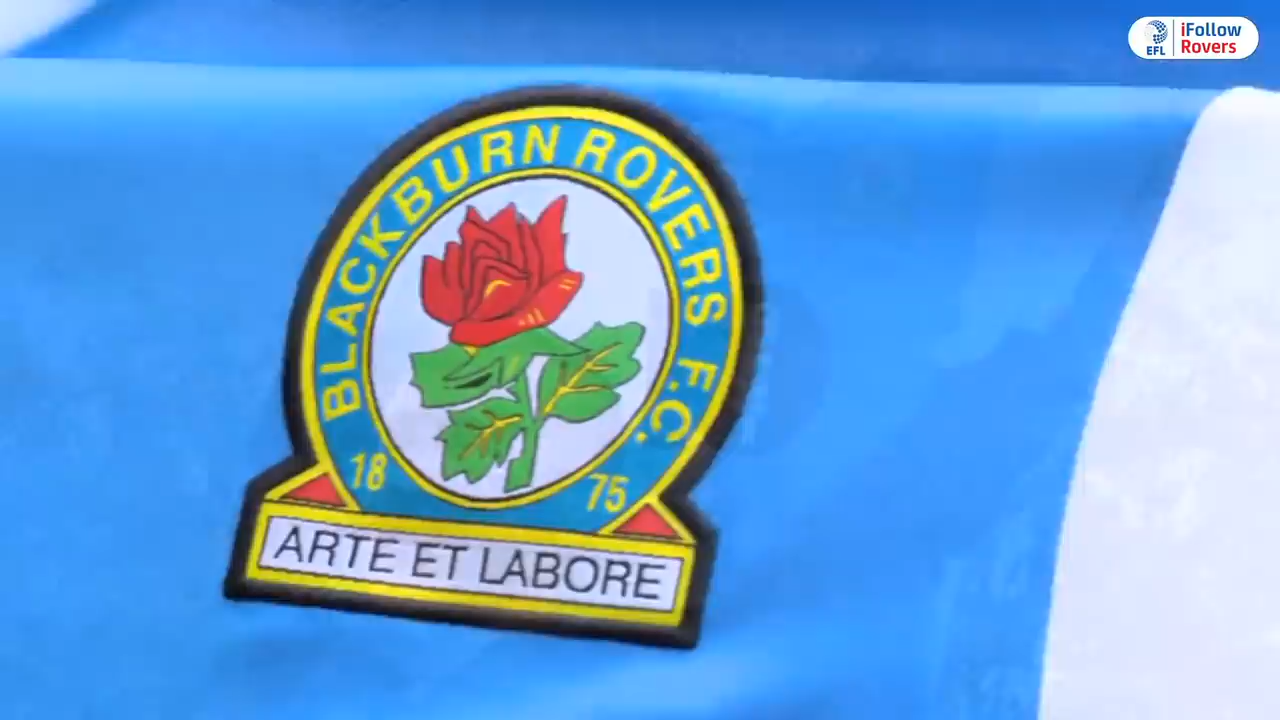 EFL
iFollow
Rovers
BLACKBURN ROVERS F.C.
18 75
ARTE ET LABORE